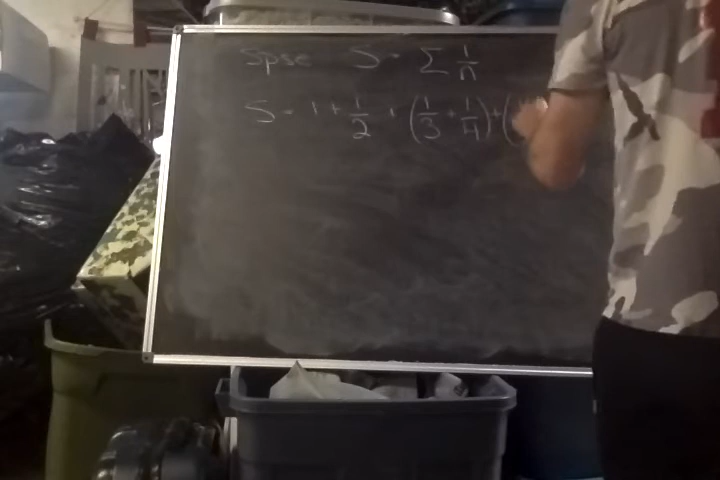 Spse S = Σ 1/n
S = 1 + 1/2 + (1/3 + 1/4) + (